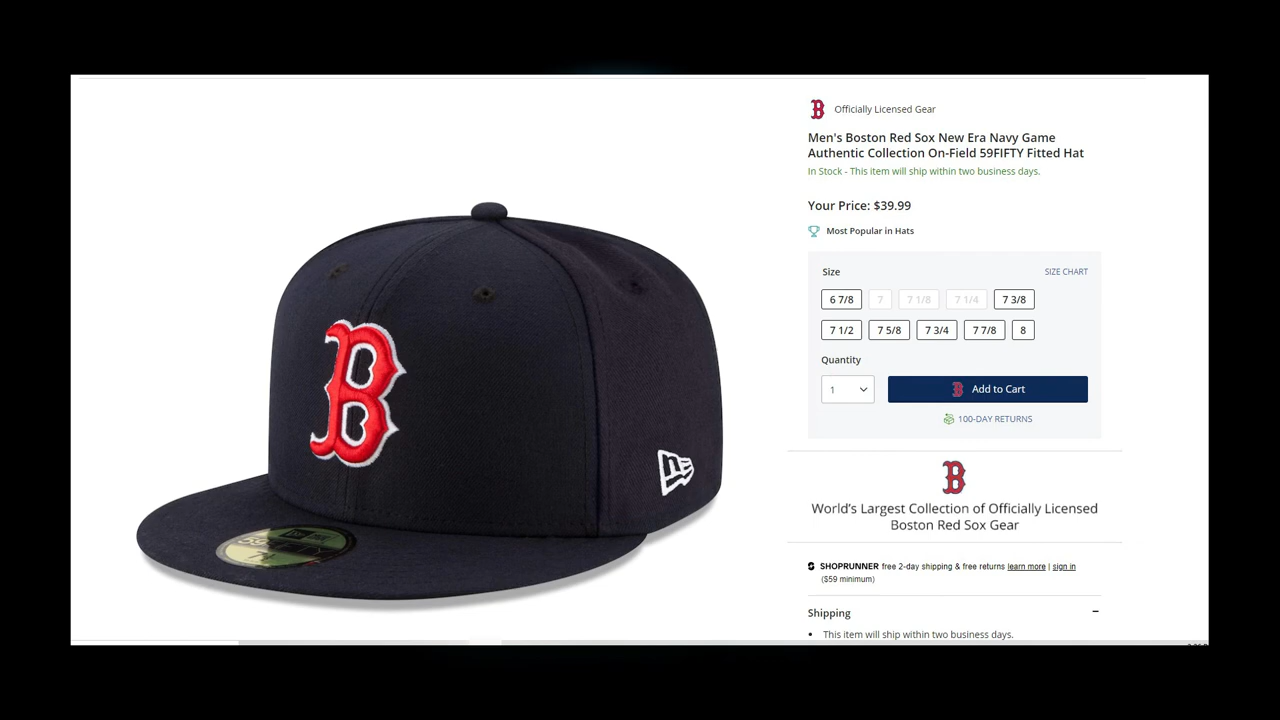 B Officially Licensed Gear
Men's Boston Red Sox New Era Navy Game
Authentic Collection On-Field 59FIFTY Fitted Hat
In Stock - This item will ship within two business days.
Your Price: $39.99
Most Popular in Hats
Size SIZE CHART
6 7/8 7 7 1/8 7 1/4 7 3/8
7 1/2 7 5/8 7 3/4 7 7/8 8
Quantity
1 B Add to Cart
100-DAY RETURNS
B
World's Largest Collection of Officially Licensed
Boston Red Sox Gear
SHOPRUNNER free 2-day shipping & free returns learn more | sign in
($59 minimum)
Shipping −
• This item will ship within two business days.
B
59FIFTY